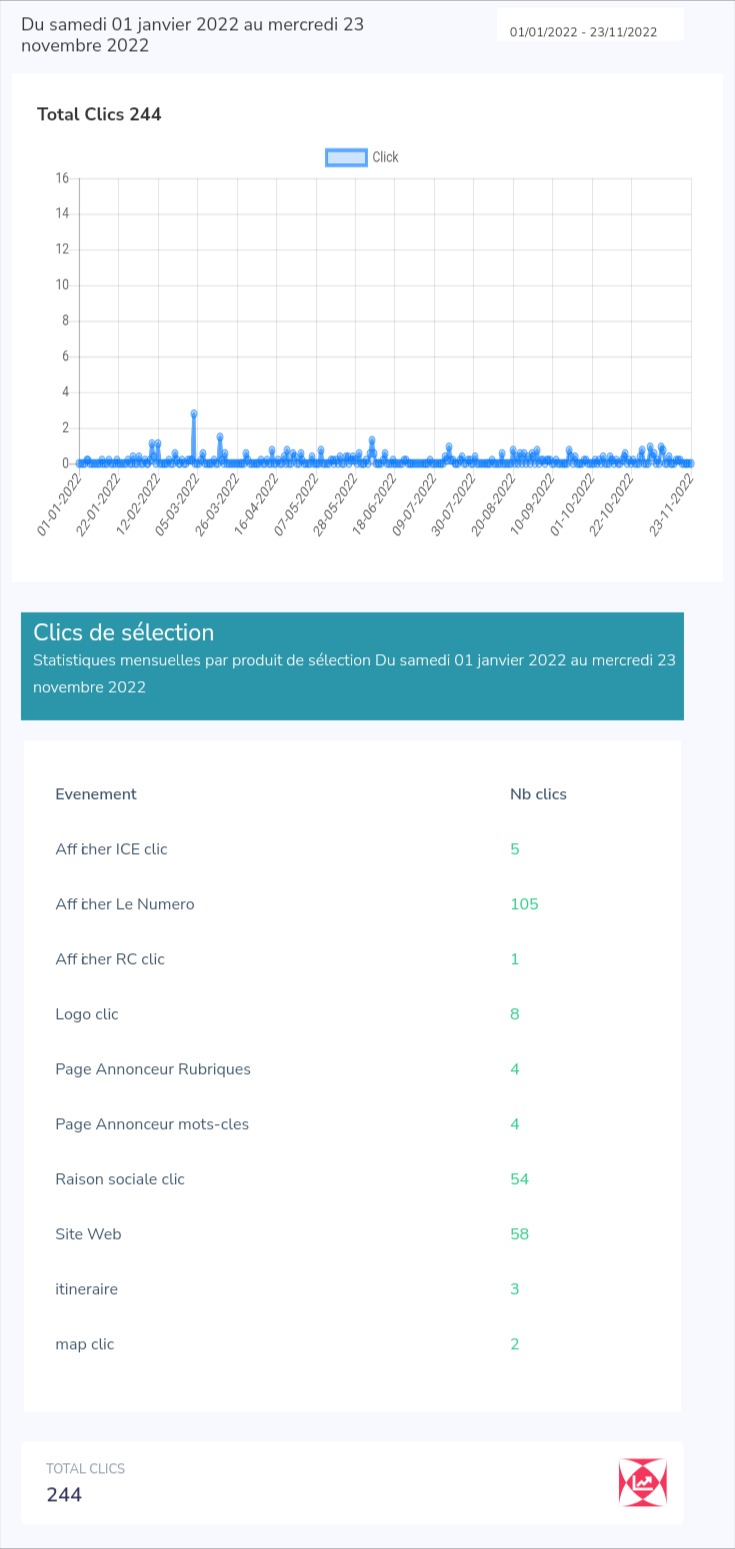 Du samedi 01 janvier 2022 au mercredi 23
novembre 2022
01/01/2022 - 23/11/2022
Total Clics 244
Click
16
14
12
10
8
6
4
2
0
01-01-2022
22-01-2022
12-02-2022
05-03-2022
26-03-2022
16-04-2022
07-05-2022
28-05-2022
18-06-2022
09-07-2022
30-07-2022
20-08-2022
10-09-2022
01-10-2022
22-10-2022
23-11-2022
Clics de sélection
Statistiques mensuelles par produit de sélection Du samedi 01 janvier 2022 au mercredi 23
novembre 2022
Evenement Nb clics
Afficher ICE clic 5
Afficher Le Numero 105
Afficher RC clic 1
Logo clic 8
Page Annonceur Rubriques 4
Page Annonceur mots-cles 4
Raison sociale clic 54
Site Web 58
itineraire 3
map clic 2
TOTAL CLICS
244